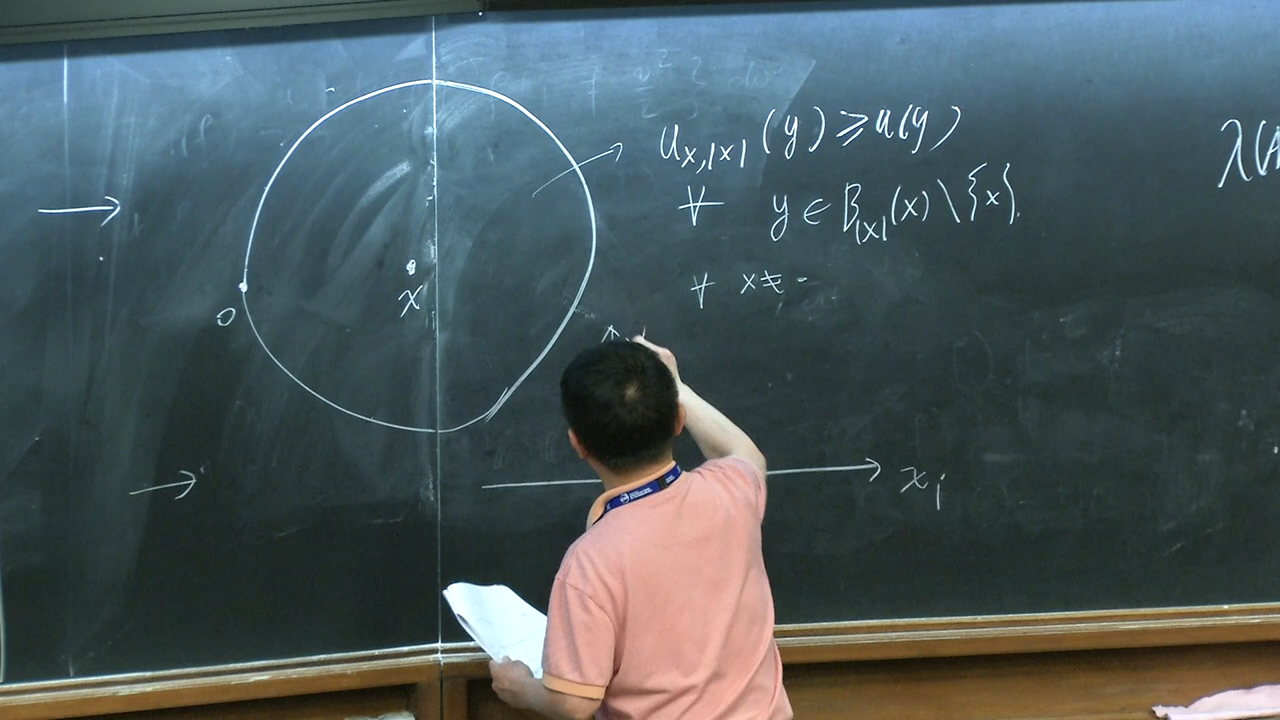 u_{x,|x|}(y) ⩾ u(y)
∀ y ∈ B_{|x|}(x) \ {x}.
λ(
∀ x ≠ -
x
0
x_i